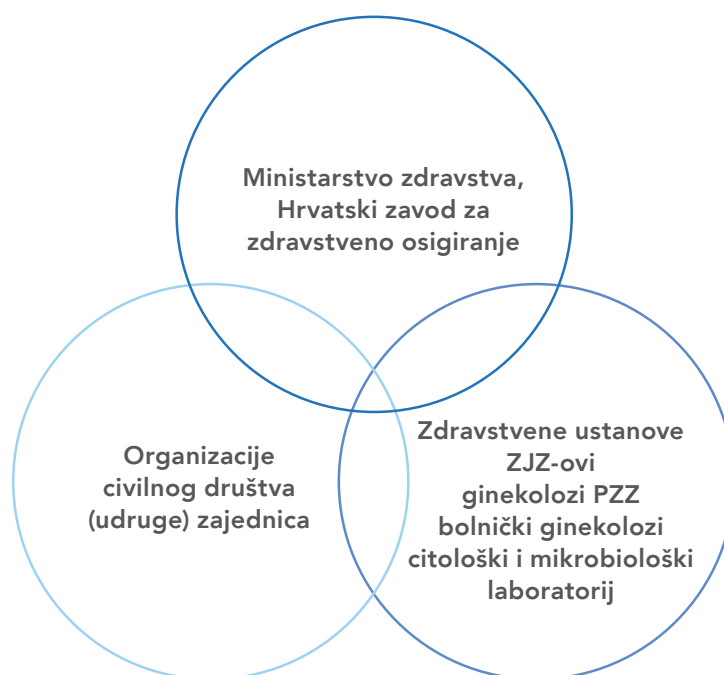 Ministarstvo zdravstva,
Hrvatski zavod za
zdravstveno osigiranje
Organizacije
civilnog društva
(udruge) zajednica
Zdravstvene ustanove
ZJZ-ovi
ginekolozi PZZ
bolnički ginekolozi
citološki i mikrobiološki
laboratorij